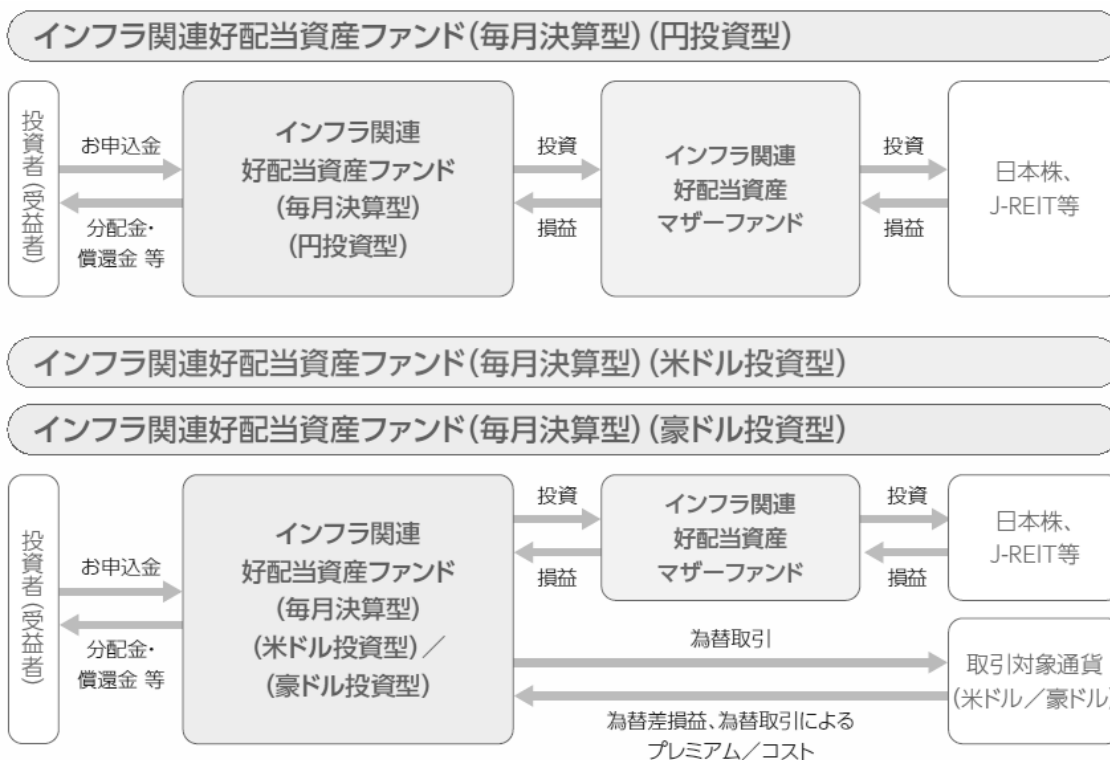 インフラ関連好配当資産ファンド(毎月決算型)(円投資型)
投資者(受益者)
お申込金
分配金・
償還金 等
インフラ関連
好配当資産ファンド
(毎月決算型)
(円投資型)
投資
損益
インフラ関連
好配当資産
マザーファンド
投資
損益
日本株、
J-REIT等
インフラ関連好配当資産ファンド(毎月決算型)(米ドル投資型)
インフラ関連好配当資産ファンド(毎月決算型)(豪ドル投資型)
投資者(受益者)
お申込金
分配金・
償還金 等
インフラ関連
好配当資産ファンド
(毎月決算型)
(米ドル投資型)／
(豪ドル投資型)
投資
損益
インフラ関連
好配当資産
マザーファンド
投資
損益
日本株、
J-REIT等
為替取引
為替差損益、為替取引による
プレミアム／コスト
取引対象通貨
(米ドル／豪ドル)